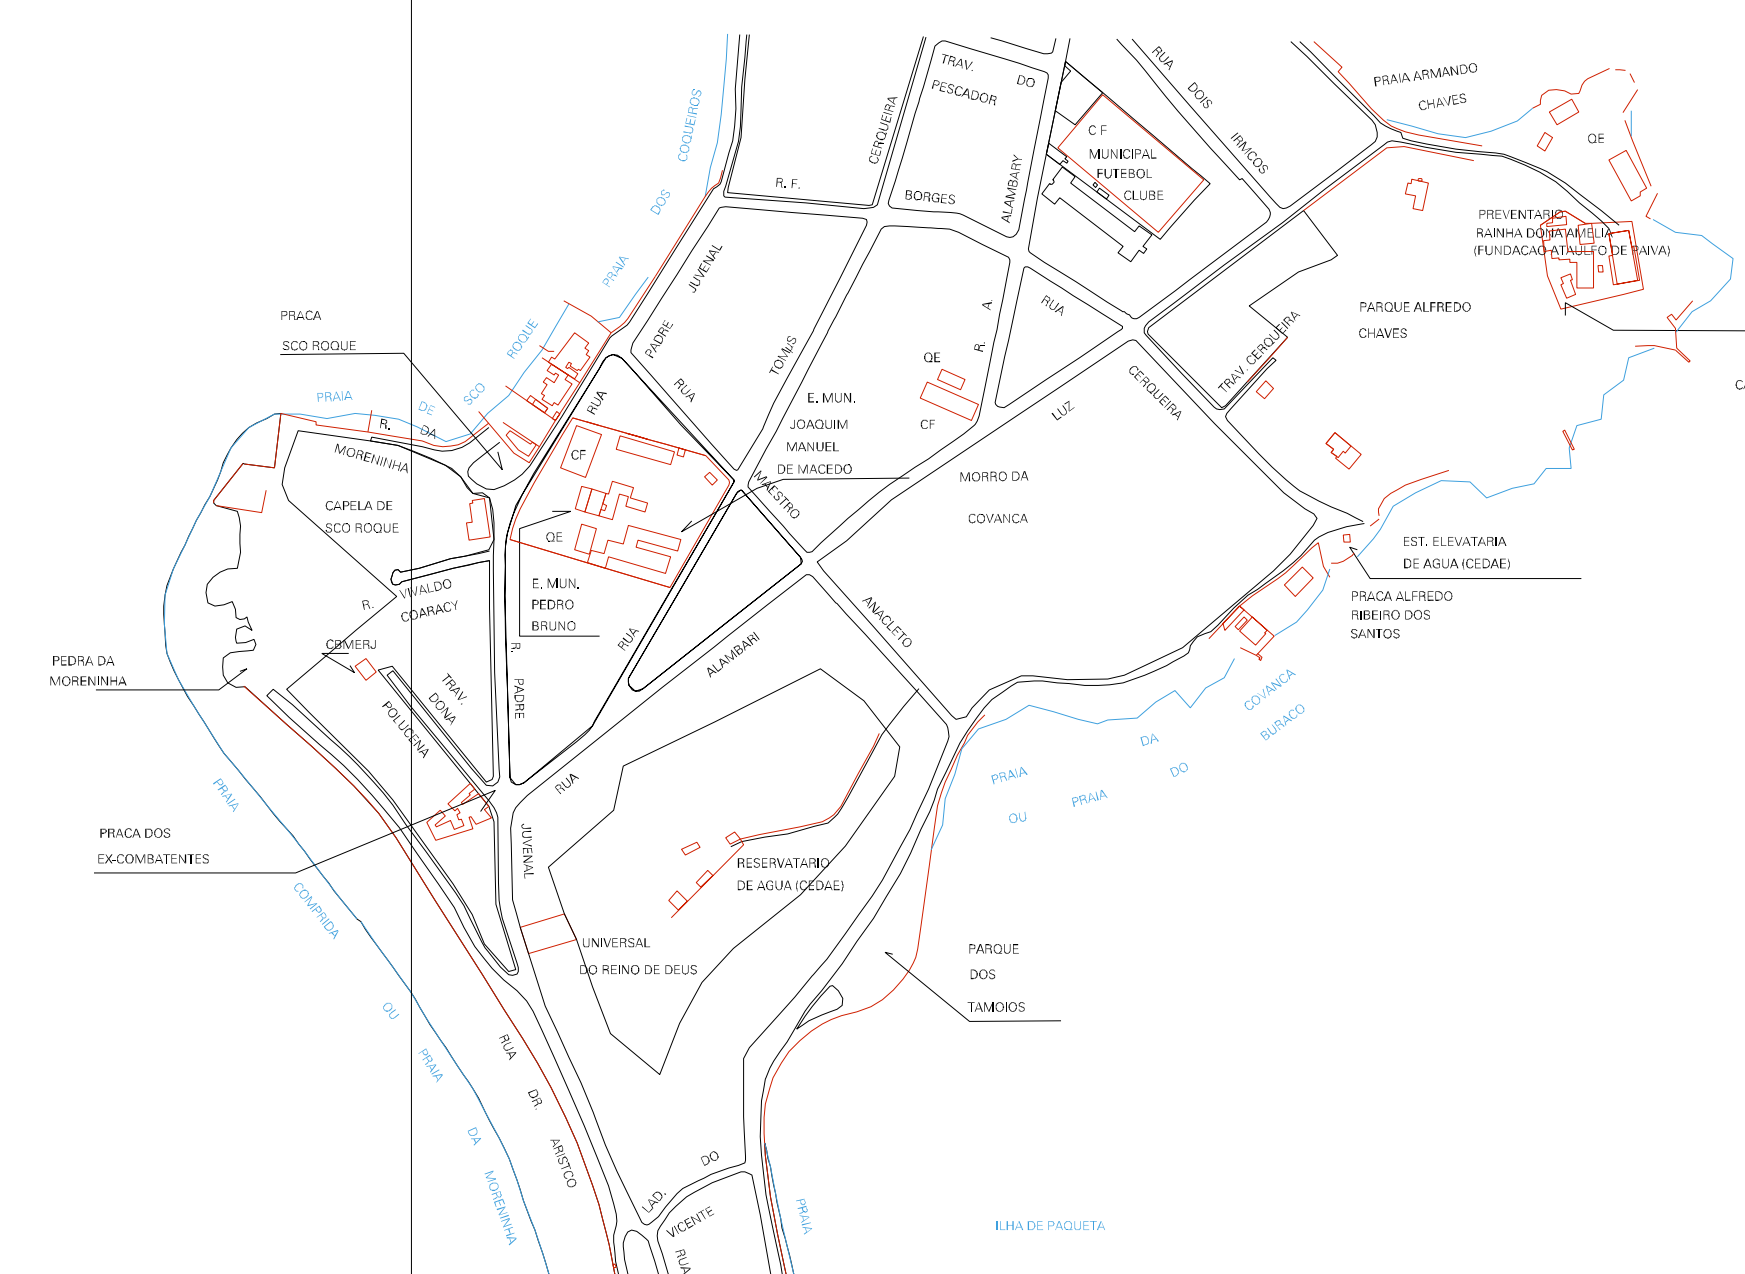 PRAIA ARMANDO
CHAVES
RUA DOIS IRMCOS
TRAV. DO
PESCADOR
C F
MUNICIPAL
FUTEBOL
CLUBE
QE
COQUEIROS
DOS
PRAIA
CERQUEIRA
R. F.
BORGES
ALAMBARY
PREVENTARIO
RAINHA DONA AMELIA
(FUNDACAO ATAULFO DE PAIVA)
JUVENAL
PADRE
RUA
TOMµS
R. A.
RUA
PARQUE ALFREDO
CHAVES
TRAV. CERQUEIRA
CERQUEIRA
LUZ
PRACA
SCO ROQUE
ROQUE
SCO
DE
PRAIA
R. DA
MORENINHA
RUA
QE
CF
E. MUN.
JOAQUIM
MANUEL
DE MACEDO
MAESTRO
CF
QE
MORRO DA
COVANCA
CAPELA DE
SCO ROQUE
E. MUN.
PEDRO
BRUNO
EST. ELEVATARIA
DE AGUA (CEDAE)
PRACA ALFREDO
RIBEIRO DOS
SANTOS
R. VIVALDO
COARACY
CBMERJ
PEDRA DA
MORENINHA
TRAV.
DONA
POLUCENA
R.
PADRE
JUVENAL
RUA
ANACLETO
RUA
ALAMBARI
COVANCA
DA
PRAIA
BURACO
DO
PRAIA
OU
PRACA DOS
EX-COMBATENTES
RESERVATARIO
DE AGUA (CEDAE)
UNIVERSAL
DO REINO DE DEUS
PARQUE
DOS
TAMOIOS
PRAIA
COMPRIDA
OU
PRAIA
DA
MORENINHA
RUA
DR.
ARISTCO
LAD.
DO
VICENTE
RUA
PRAIA
ILHA DE PAQUETA